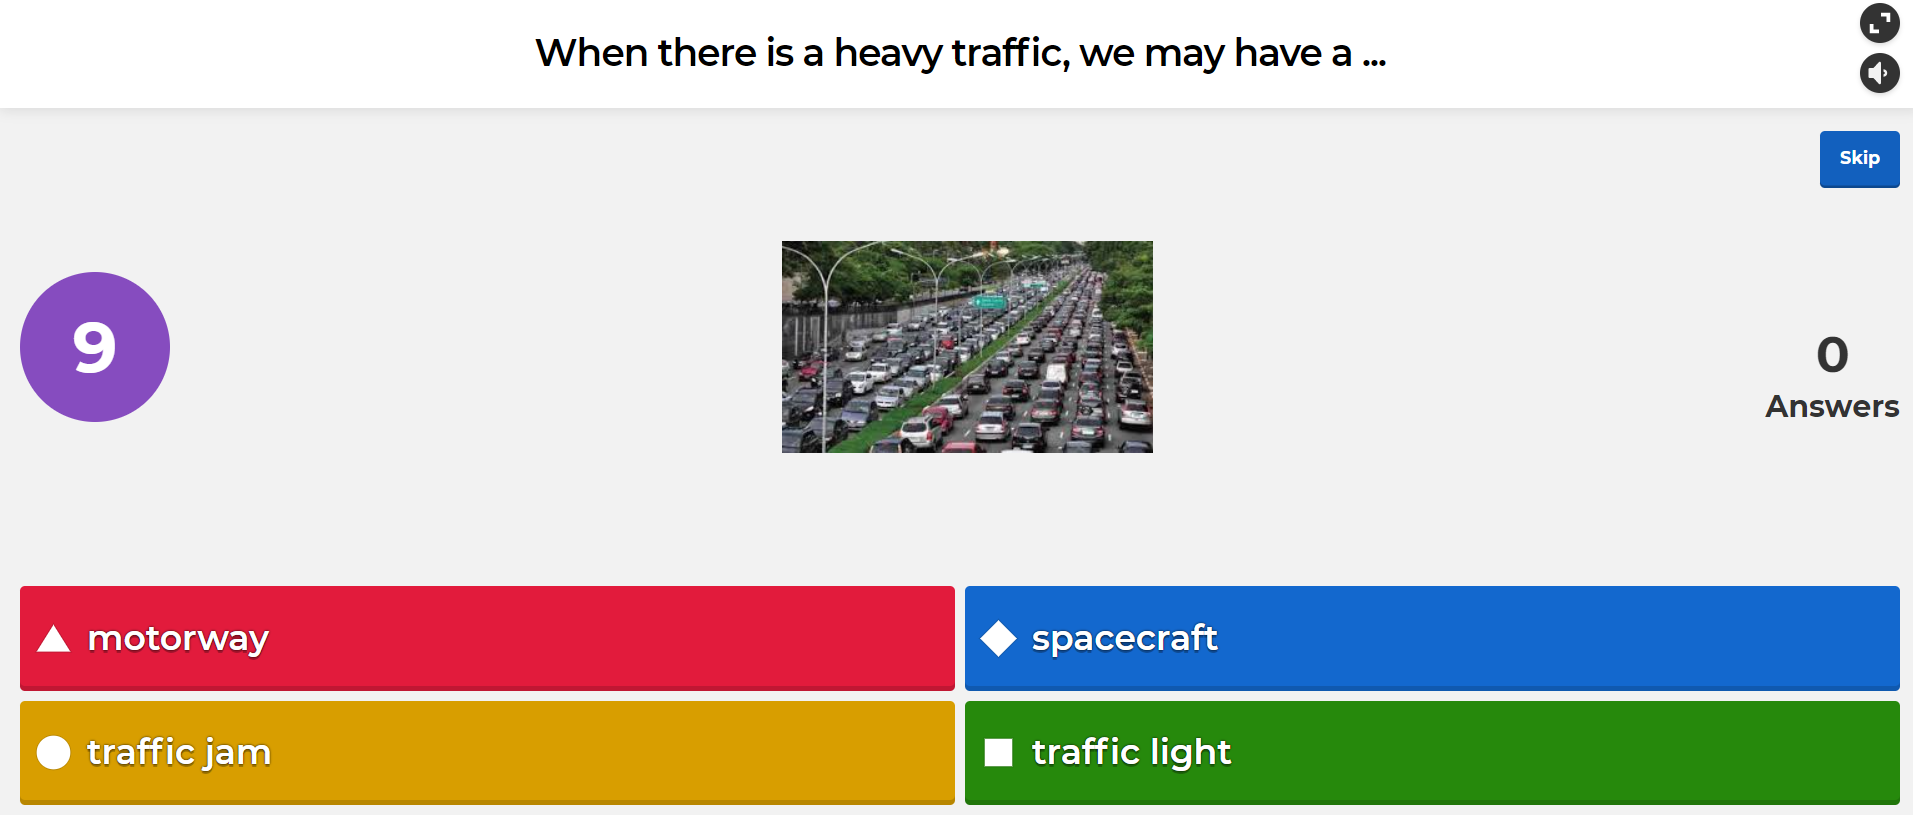 When there is a heavy traffic, we may have a ...
Skip
9
0
Answers
motorway
spacecraft
traffic jam
traffic light